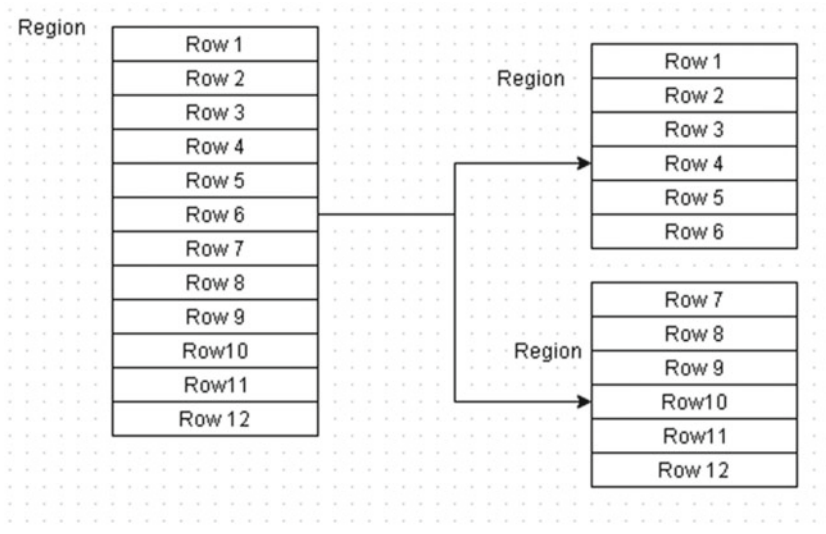 Region
Row 1
Row 2
Row 3
Row 4
Row 5
Row 6
Row 7
Row 8
Row 9
Row10
Row11
Row 12
Region
Row 1
Row 2
Row 3
Row 4
Row 5
Row 6
Region
Row 7
Row 8
Row 9
Row10
Row11
Row 12